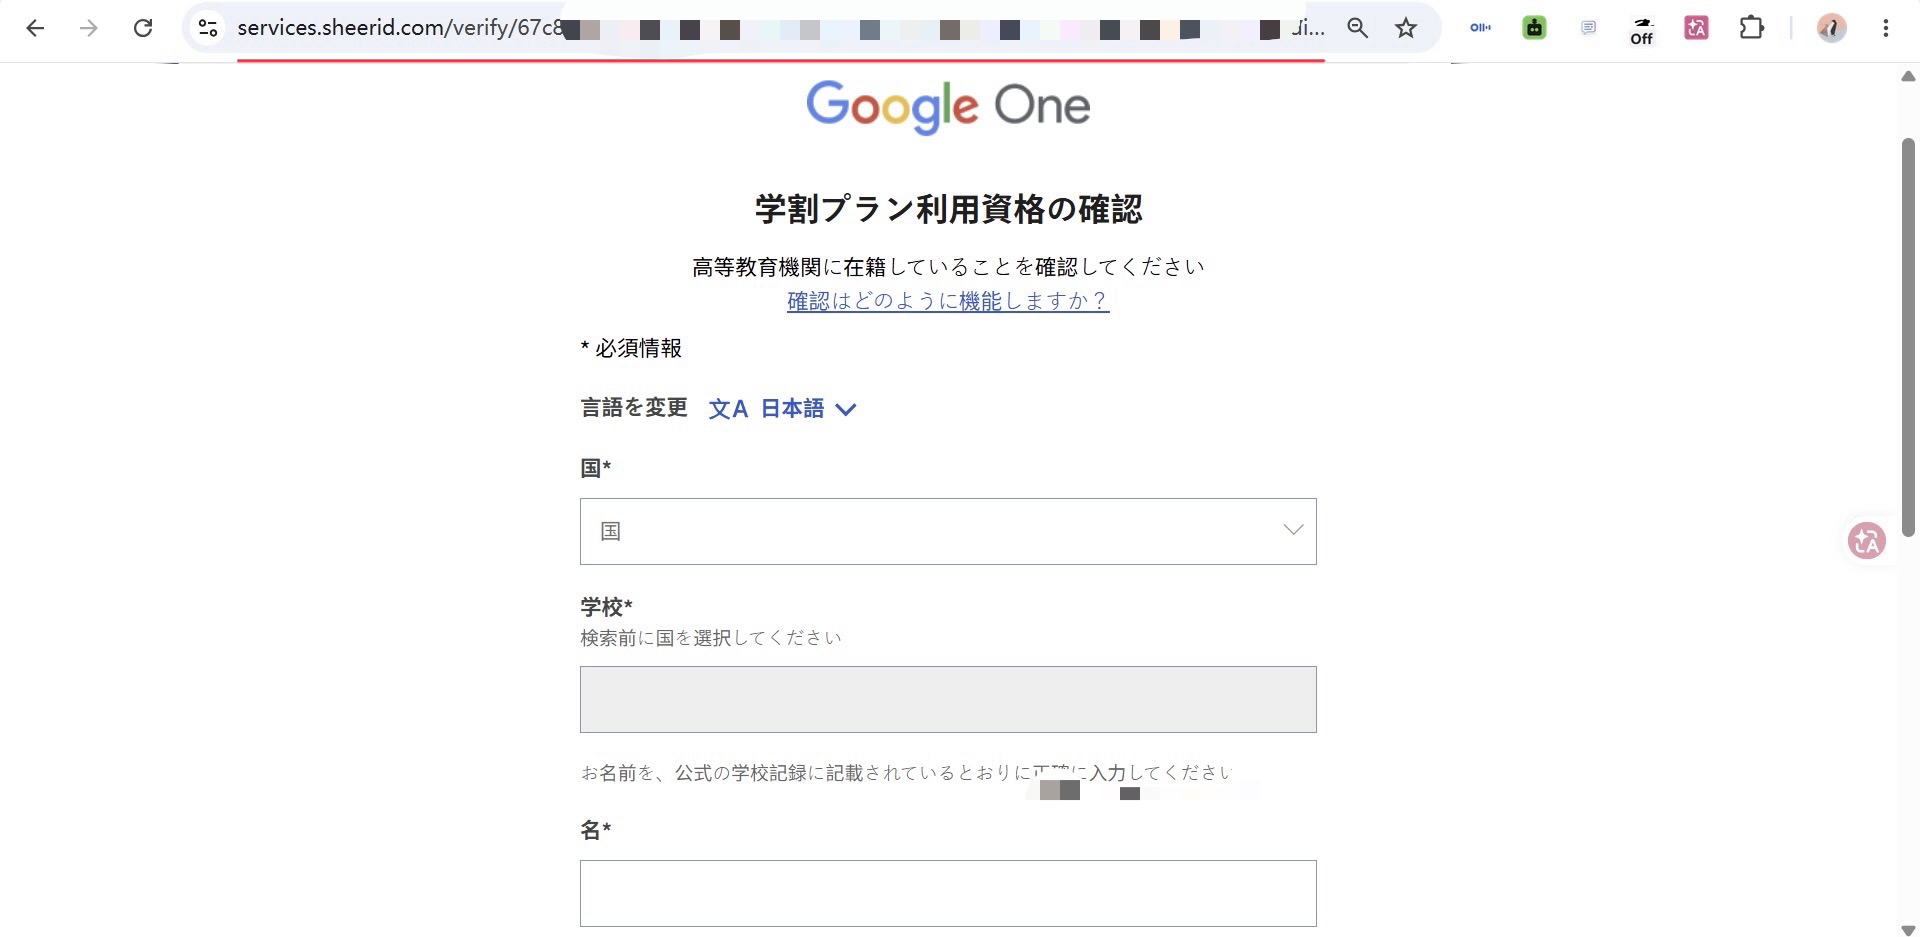 services.sheerid.com/verify/67c8
Off
Google One
学割プラン利用資格の確認
高等教育機関に在籍していることを確認してください
確認はどのように機能しますか？
* 必須情報
言語を変更 文A 日本語
国*
国
学校*
検索前に国を選択してください
お名前を、公式の学校記録に記載されているとおりに正確に入力してください
名*